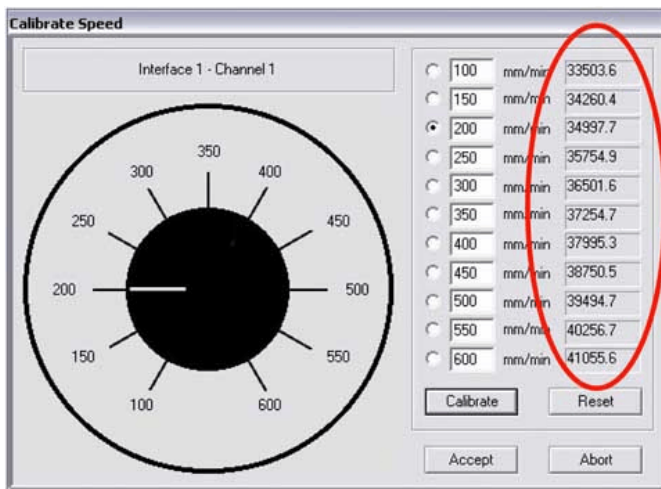 Calibrate Speed
Interface 1 - Channel 1
350
300 400
250 450
200 500
150 550
100 600
100 mm/min 33503.6
150 mm/min 34260.4
200 mm/min 34997.7
250 mm/min 35754.9
300 mm/min 36501.6
350 mm/min 37254.7
400 mm/min 37995.3
450 mm/min 38750.5
500 mm/min 39494.7
550 mm/min 40256.7
600 mm/min 41055.6
Calibrate Reset
Accept Abort